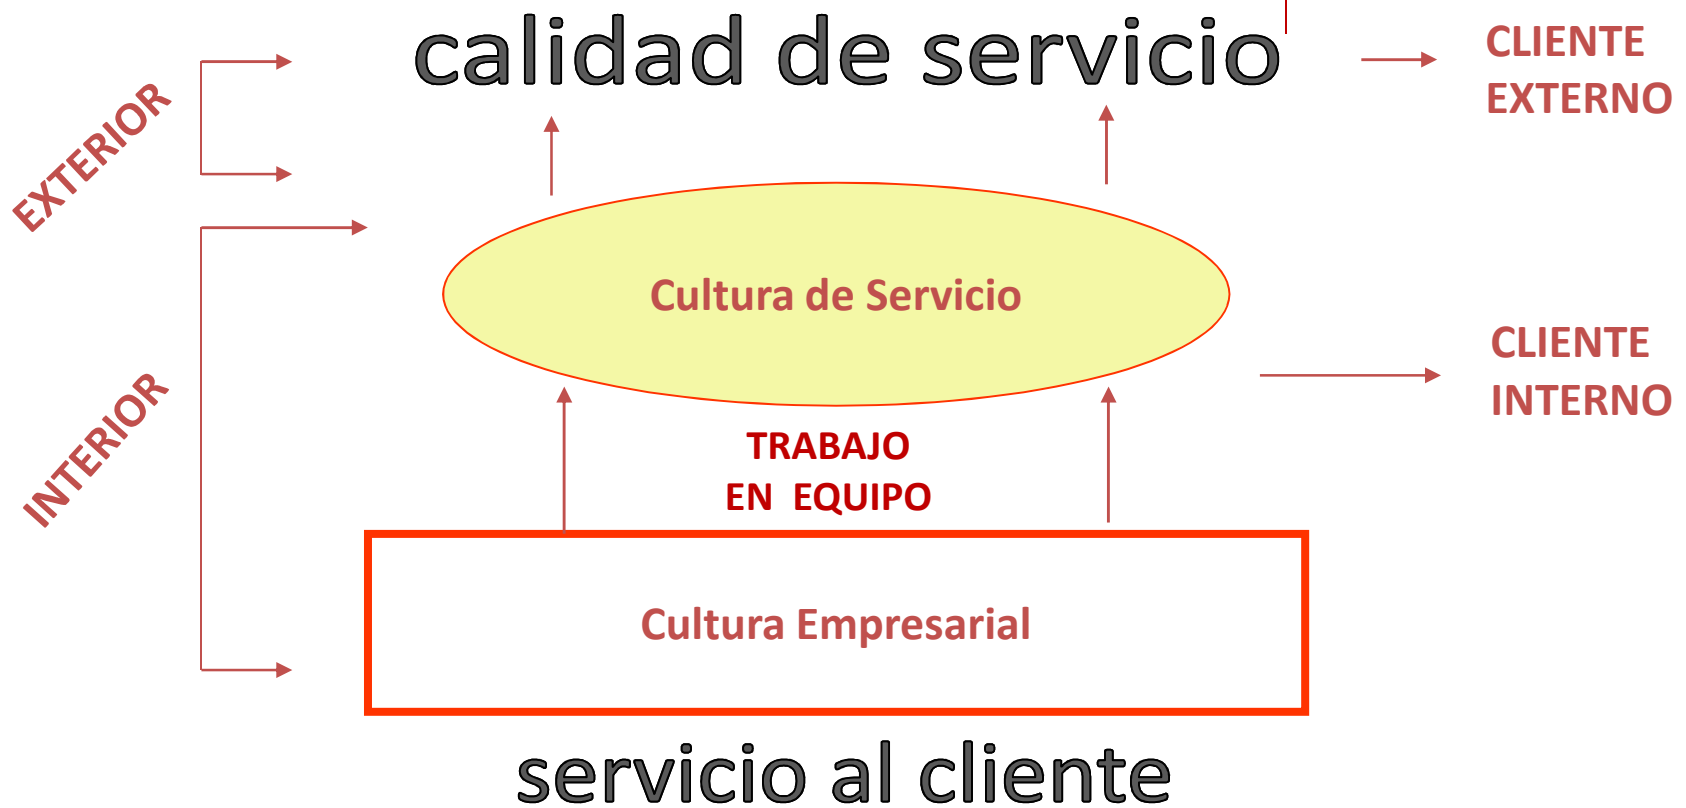 calidad de servicio
CLIENTE
EXTERNO
EXTERIOR
Cultura de Servicio
CLIENTE
INTERNO
INTERIOR
TRABAJO
EN EQUIPO
Cultura Empresarial
servicio al cliente